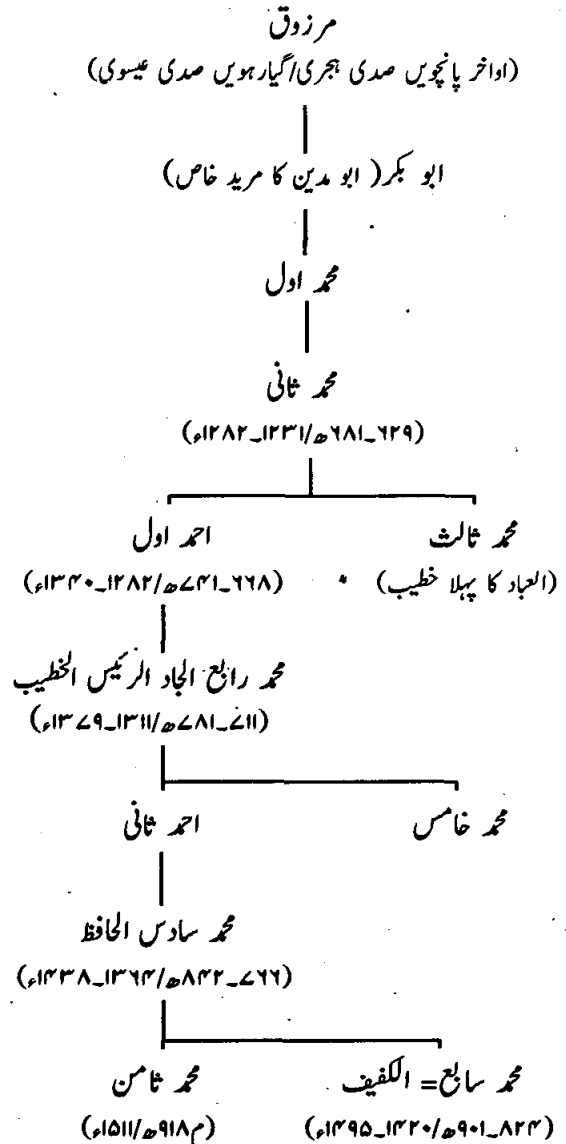 مرزوق
(اواخر پانچویں صدی ہجری/گیارہویں صدی عیسوی)
ابو بکر( ابو مدین کا مرید خاص)
محمد اول
محمد ثانی
(۶۲۹۔۶۸۱ھ/۱۲۳۱۔۱۲۸۲ء)
محمد ثالث
احمد اول
(العباد کا پہلا خطیب)
(۶۶۸۔۷۴۱ھ/۱۲۸۲۔۱۳۴۰ء)
محمد رابع الجاد الرئیس الخطیب
(۷۱۱۔۷۸۱ھ/۱۳۱۱۔۱۳۷۹ء)
محمد خامس
احمد ثانی
محمد سادس الحافظ
(۷۶۶۔۸۴۲ھ/۱۳۶۴۔۱۴۳۸ء)
محمد سابع= الکفیف
محمد ثامن
(۸۲۴۔۹۰۱ھ/۱۴۲۰۔۱۴۹۵ء)
(م۹۱۸ھ/۱۵۱۱ء)